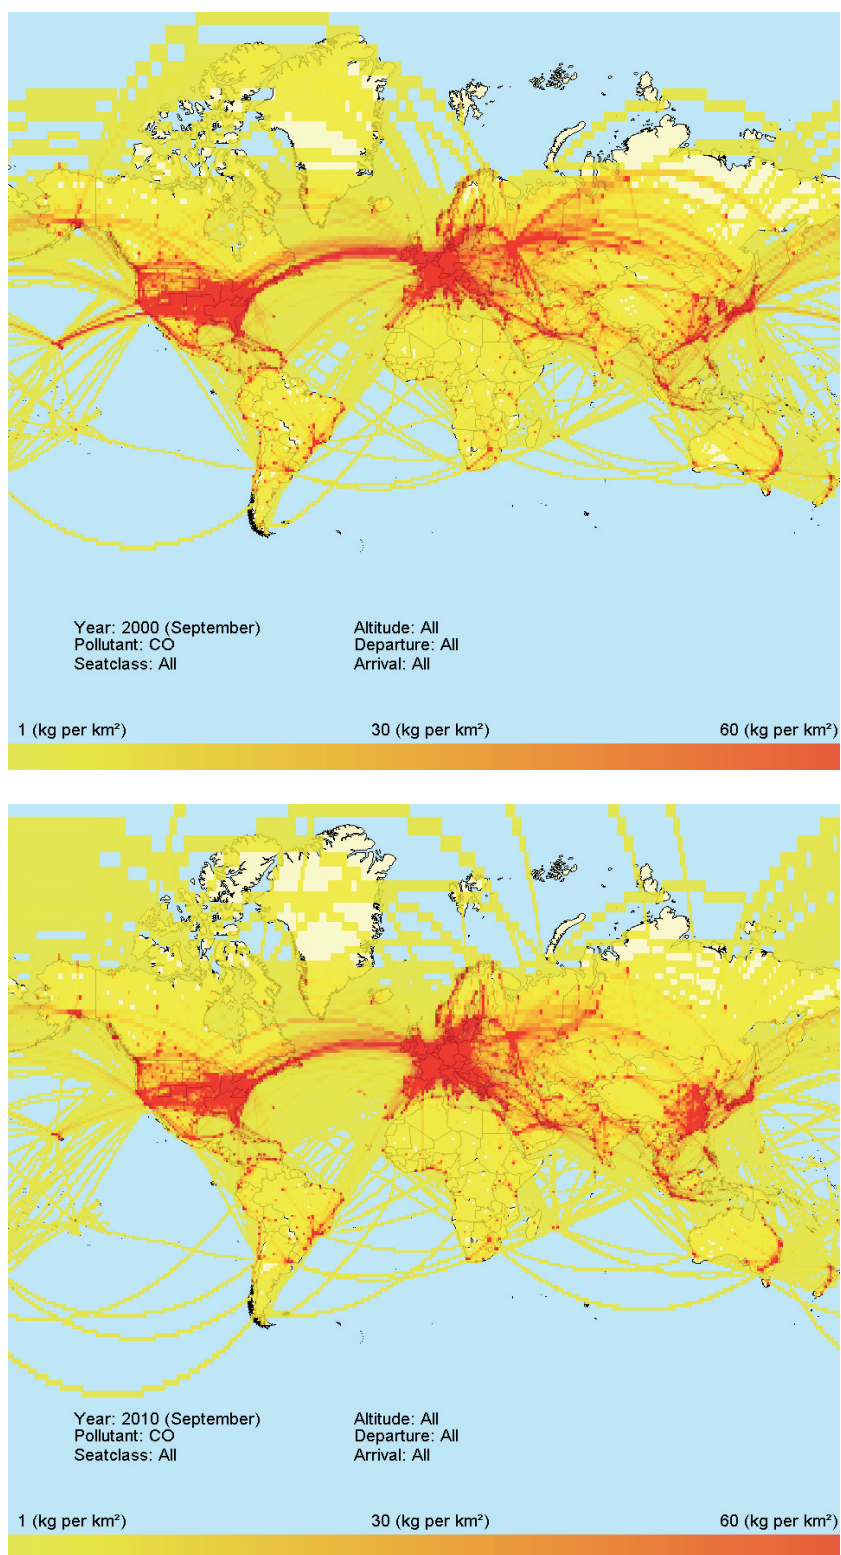 Year: 2000 (September) Altitude: All
Pollutant: CO Departure: All
Seatclass: All Arrival: All
1 (kg per km²) 30 (kg per km²) 60 (kg per km²)
Year: 2010 (September) Altitude: All
Pollutant: CO Departure: All
Seatclass: All Arrival: All
1 (kg per km²) 30 (kg per km²) 60 (kg per km²)